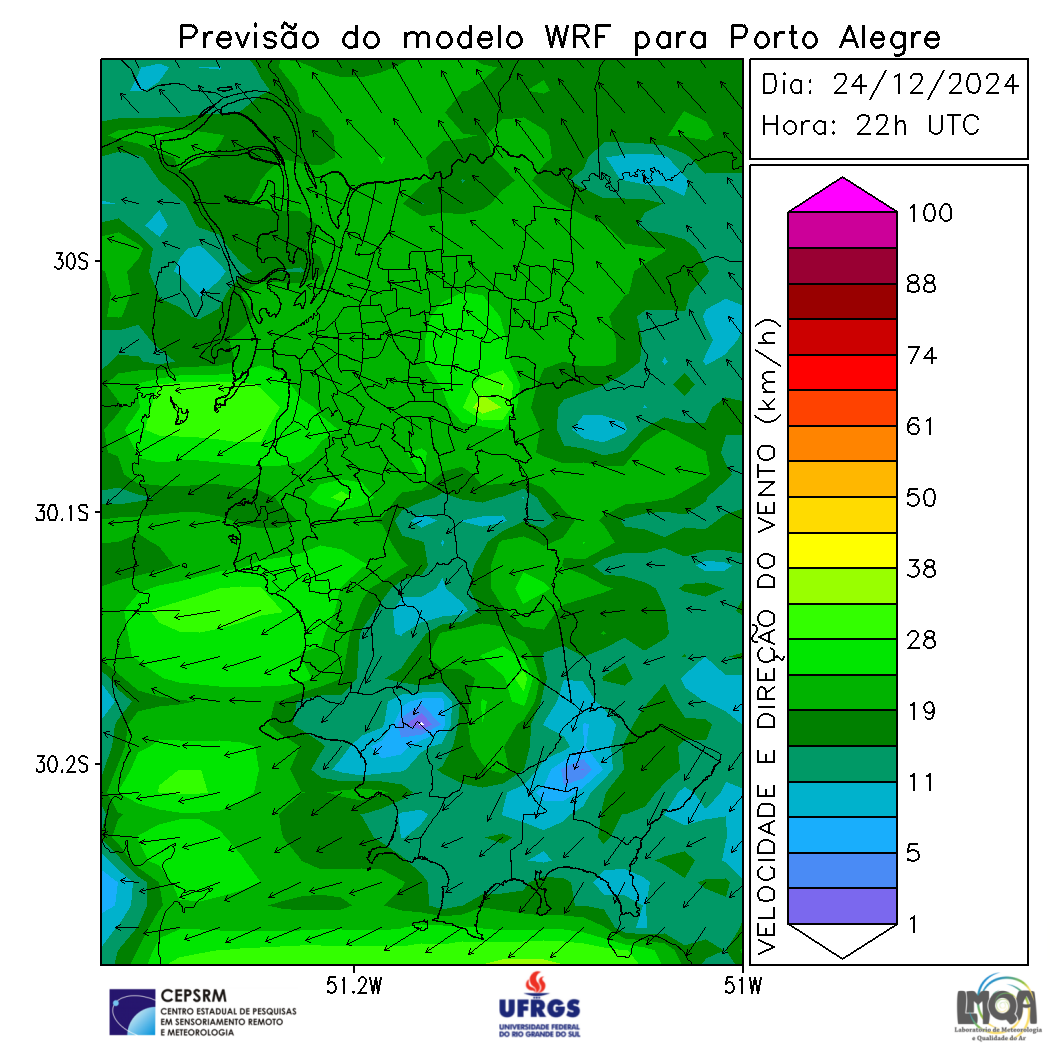 Previsão do modelo WRF para Porto Alegre
Dia: 24/12/2024
Hora: 22h UTC
30S
30.1S
30.2S
51.2W
51W
VELOCIDADE E DIREÇÃO DO VENTO (km/h)
100
88
74
61
50
38
28
19
11
5
1
CEPSRM
CENTRO ESTADUAL DE PESQUISAS
EM SENSORIAMENTO REMOTO
E METEOROLOGIA
UFRGS
UNIVERSIDADE FEDERAL
DO RIO GRANDE DO SUL
LMQA
Laboratório de Meteorologia
e Qualidade do Ar